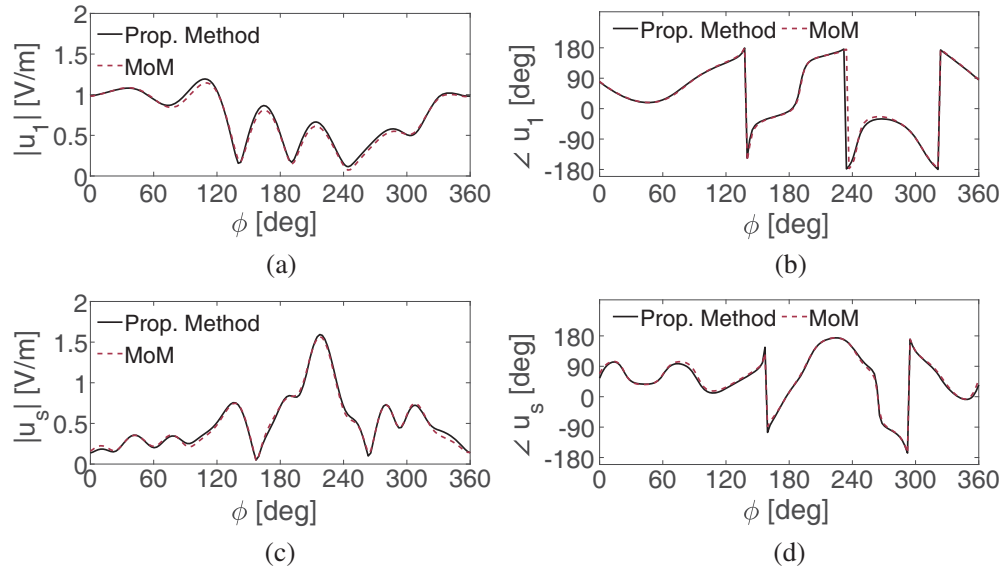 |u₁| [V/m]
2
1.5
1
0.5
0
Prop. Method
MoM
0 60 120 180 240 300 360
ϕ [deg]
(a)
∠ u₁ [deg]
180
90
0
-90
-180
Prop. Method MoM
0 60 120 180 240 300 360
ϕ [deg]
(b)
|uₛ| [V/m]
2
1.5
1
0.5
0
Prop. Method
MoM
0 60 120 180 240 300 360
ϕ [deg]
(c)
∠ uₛ [deg]
180
90
0
-90
-180
Prop. Method MoM
0 60 120 180 240 300 360
ϕ [deg]
(d)